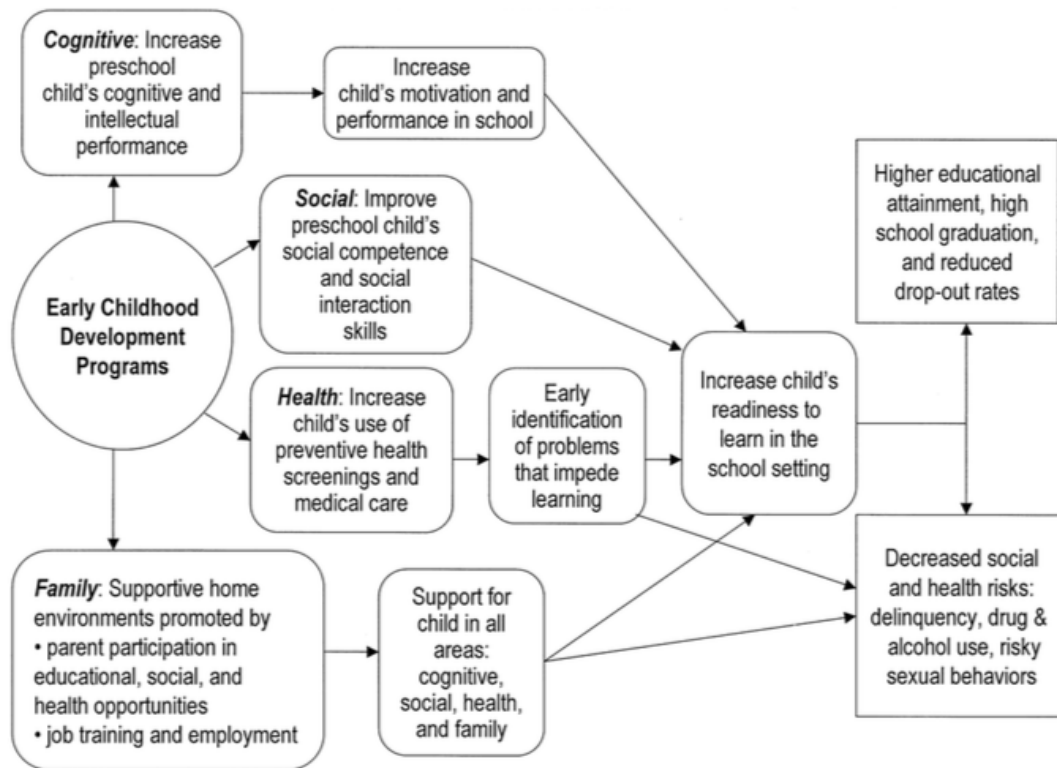 Cognitive: Increase
preschool
child's cognitive and
intellectual
performance
Increase
child's motivation and
performance in school
Social: Improve
preschool child's
social competence
and social
interaction
skills
Early Childhood
Development
Programs
Health: Increase
child's use of
preventive health
screenings and
medical care
Early
identification
of problems
that impede
learning
Increase child's
readiness to
learn in the
school setting
Higher educational
attainment, high
school graduation,
and reduced
drop-out rates
Family: Supportive home
environments promoted by
• parent participation in
educational, social, and
health opportunities
• job training and employment
Support for
child in all
areas:
cognitive,
social, health,
and family
Decreased social
and health risks:
delinquency, drug &
alcohol use, risky
sexual behaviors